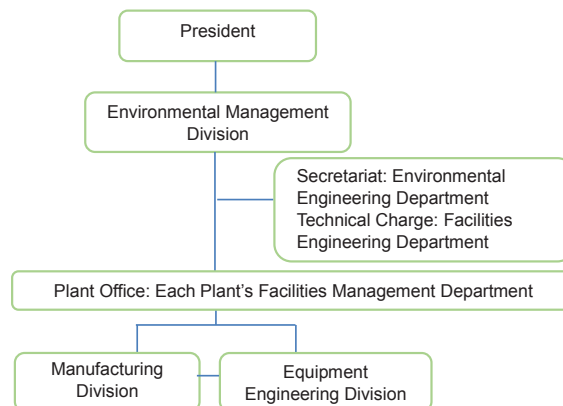 President
Environmental Management
Division
Secretariat: Environmental
Engineering Department
Technical Charge: Facilities
Engineering Department
Plant Office: Each Plant’s Facilities Management Department
Manufacturing
Division
Equipment
Engineering Division